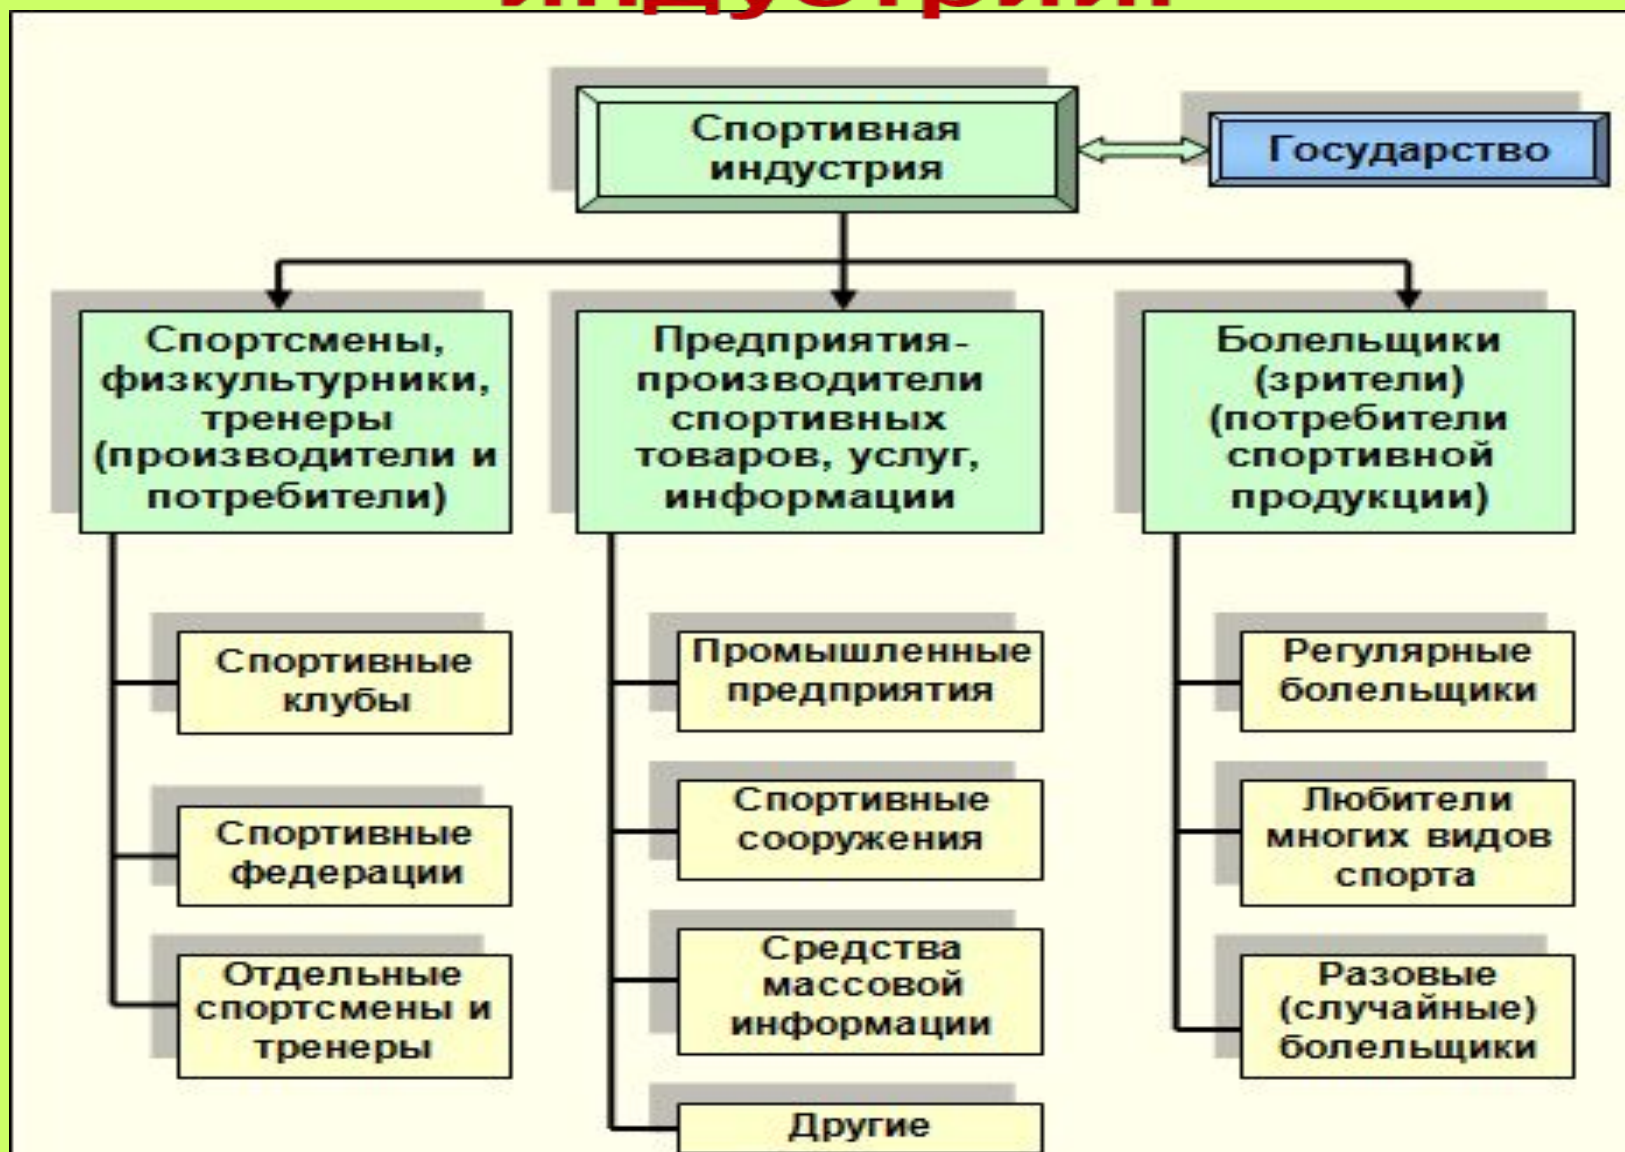 индустрии.
Спортивная
индустрия
Государство
Спортсмены,
физкультурники,
тренеры
(производители и
потребители)
Предприятия-
производители
спортивных
товаров, услуг,
информации
Болельщики
(зрители)
(потребители
спортивной
продукции)
Спортивные
клубы
Спортивные
федерации
Отдельные
спортсмены и
тренеры
Промышленные
предприятия
Спортивные
сооружения
Средства
массовой
информации
Другие
Регулярные
болельщики
Любители
многих видов
спорта
Разовые
(случайные)
болельщики